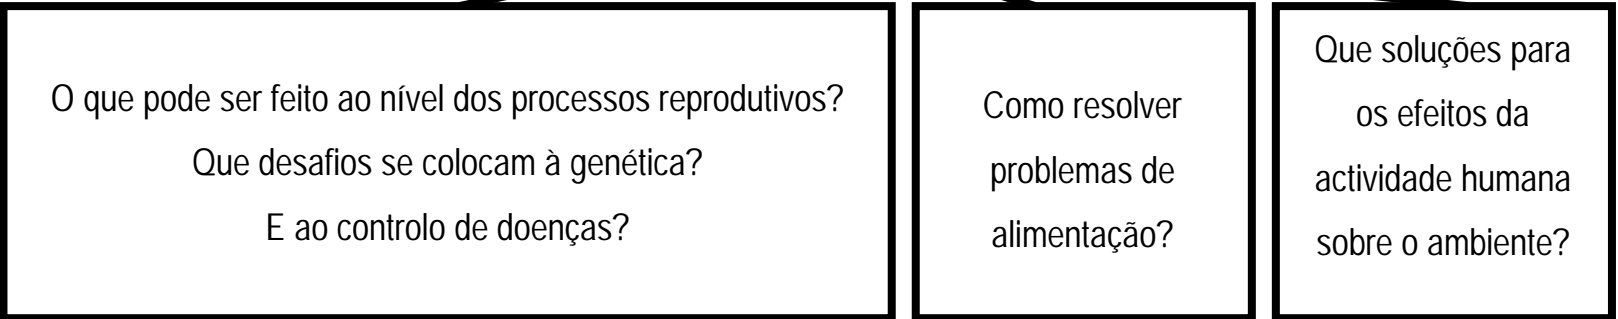 O que pode ser feito ao nível dos processos reprodutivos?
Que desafios se colocam à genética?
E ao controlo de doenças?
Como resolver
problemas de
alimentação?
Que soluções para
os efeitos da
actividade humana
sobre o ambiente?